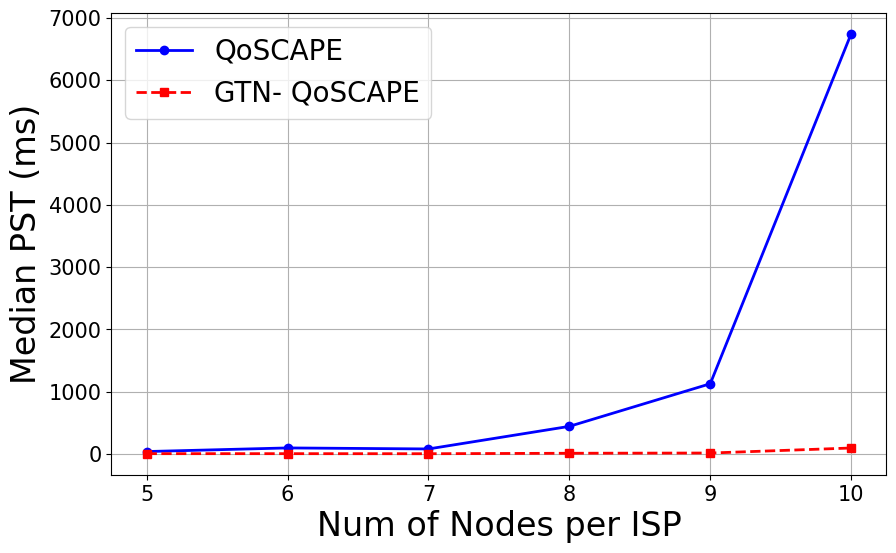 7000
6000
5000
4000
3000
2000
1000
0
Median PST (ms)
QoSCAPE
GTN- QoSCAPE
5 6 7 8 9 10
Num of Nodes per ISP